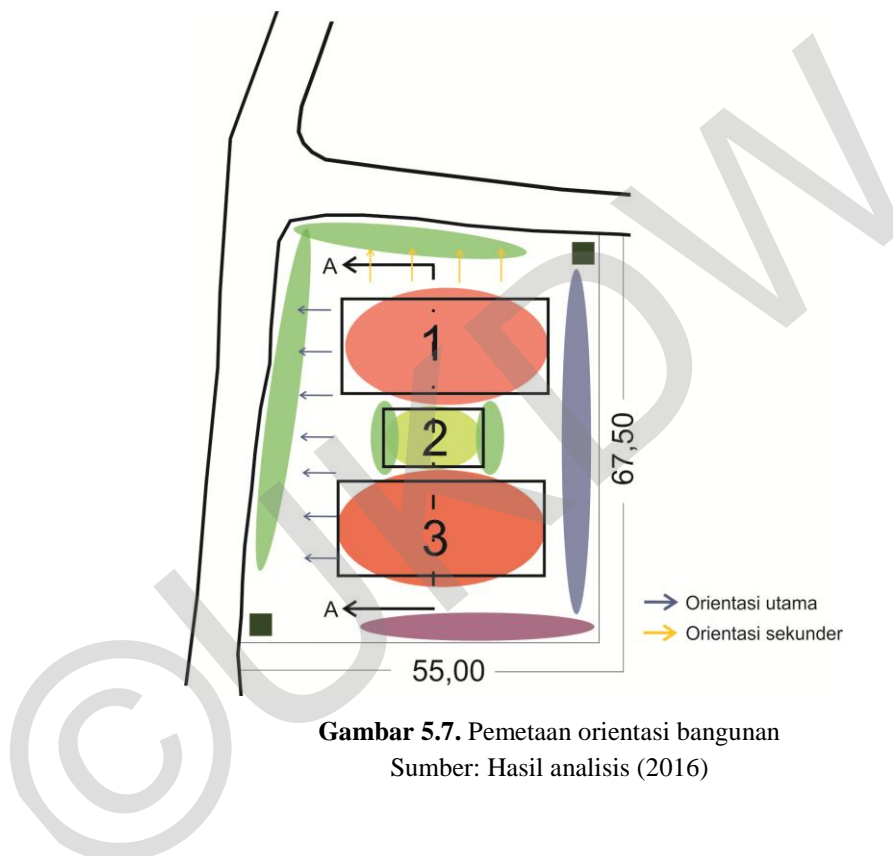 A
1
2
3
A
67,50
55,00
Orientasi utama
Orientasi sekunder
Gambar 5.7. Pemetaan orientasi bangunan
Sumber: Hasil analisis (2016)
©UKDW